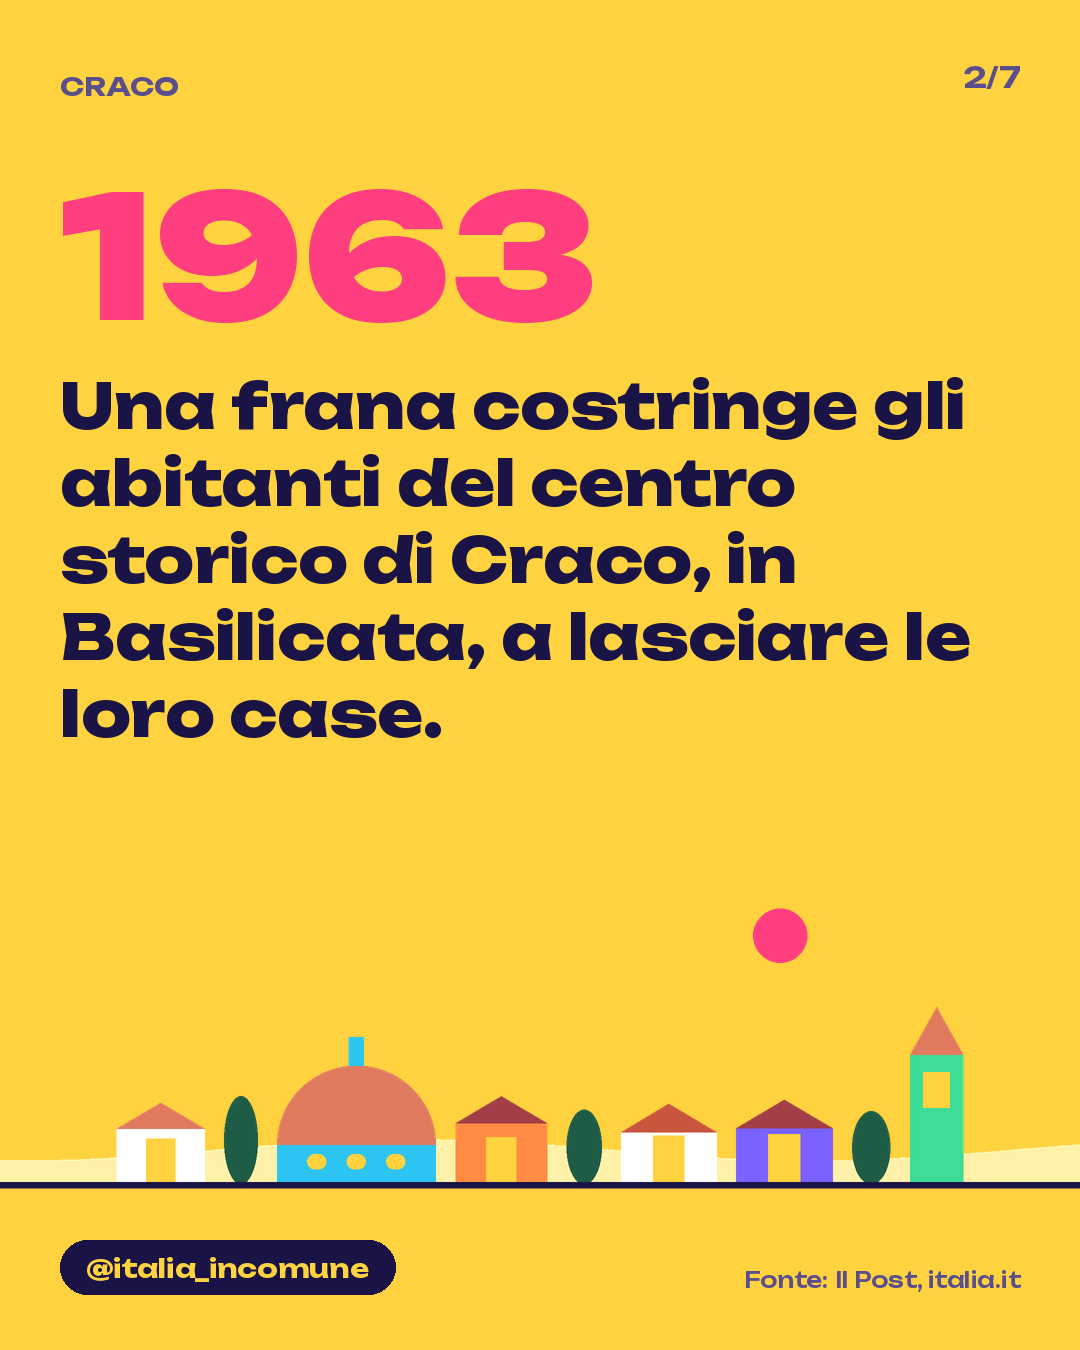 CRACO
2/7
1963
Una frana costringe gli
abitanti del centro
storico di Craco, in
Basilicata, a lasciare le
loro case.
@italia_incomune
Fonte: Il Post, italia.it